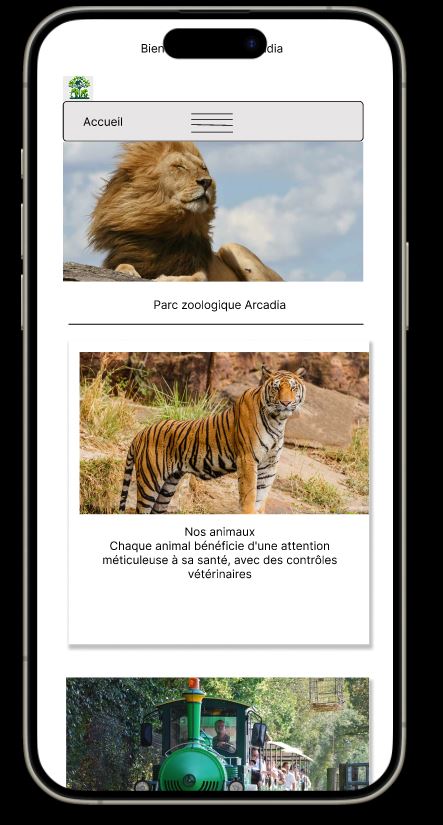 Bien dia
Accueil
Parc zoologique Arcadia
Nos animaux
Chaque animal bénéficie d'une attention
méticuleuse à sa santé, avec des contrôles
vétérinaires